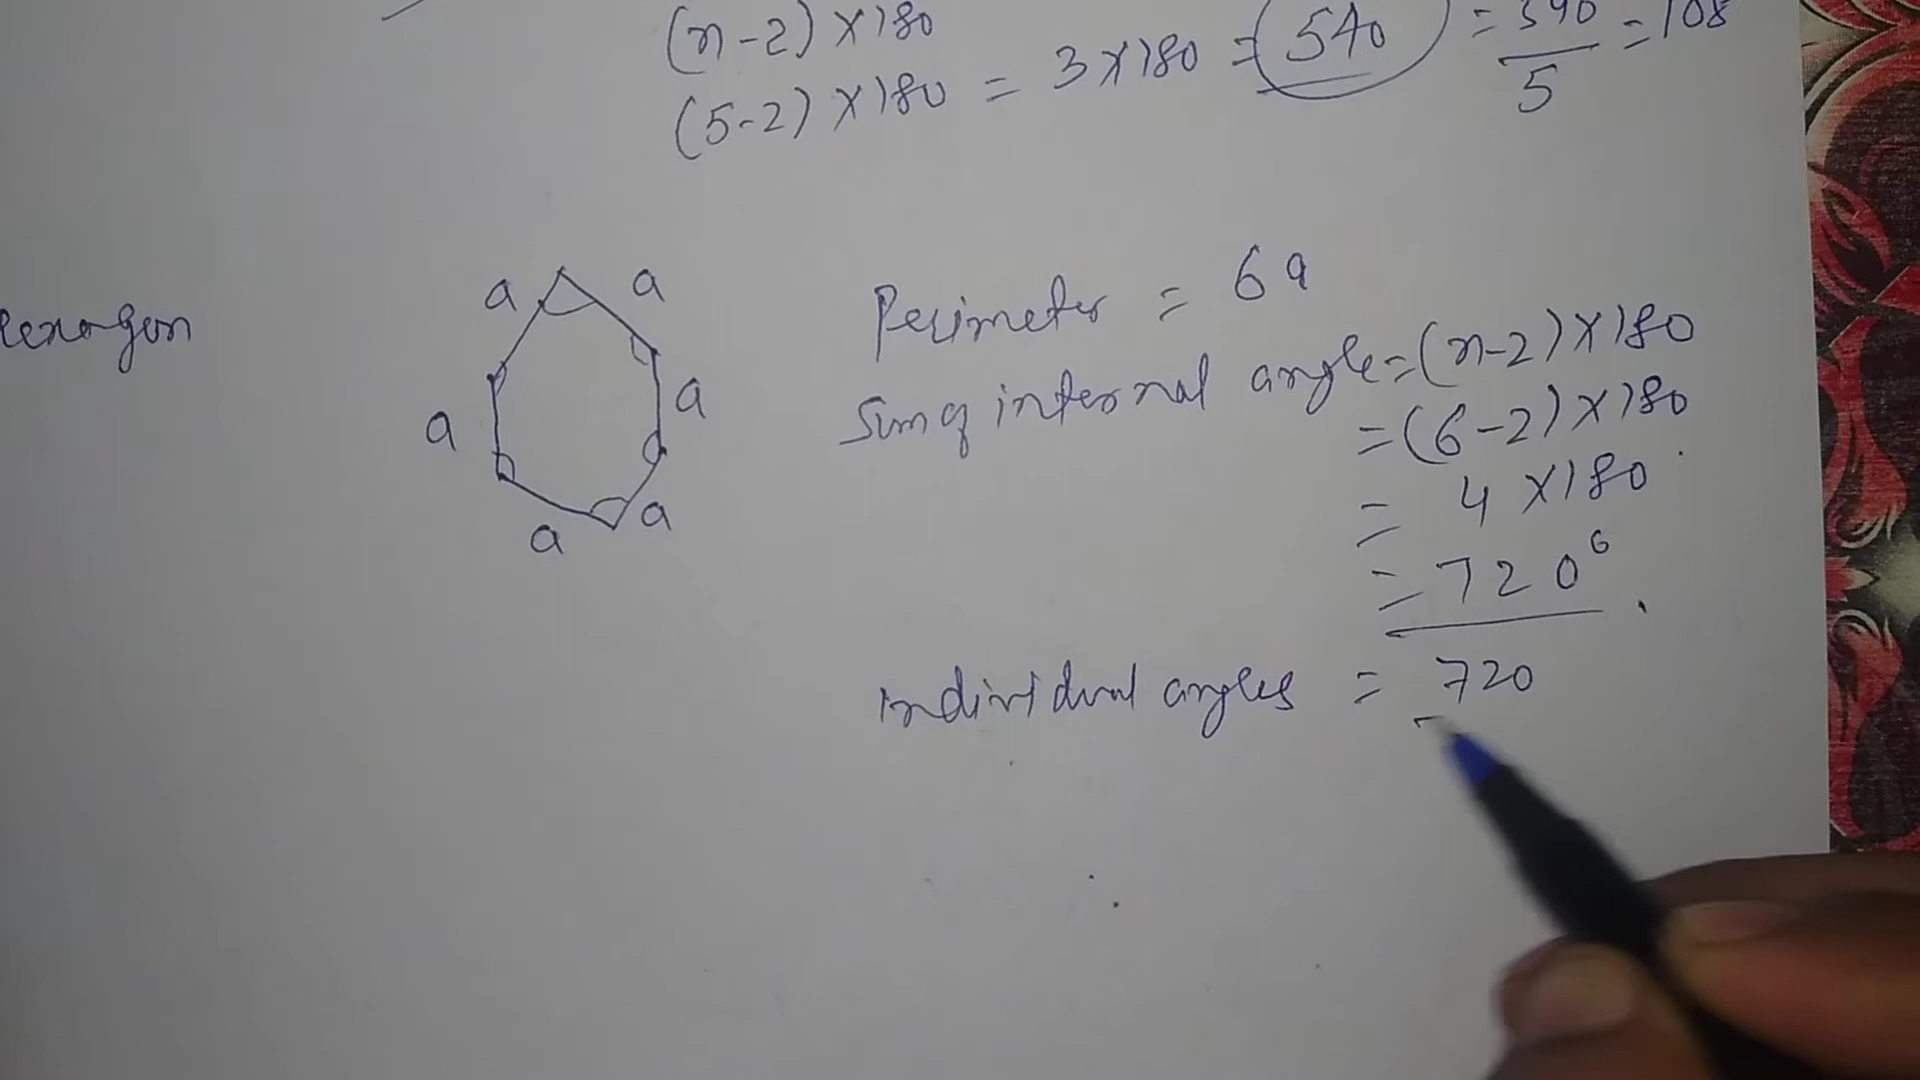 (n-2) X 180
(5-2) X 180 = 3 X 180 = 540 = 540/5 = 108
a a
Perimeter = 6a
Hexagon
Sum of internal angle = (n-2) X 180
a a
= (6-2) X 180
= 4 X 180
a a
= 720°
individual angles = 720